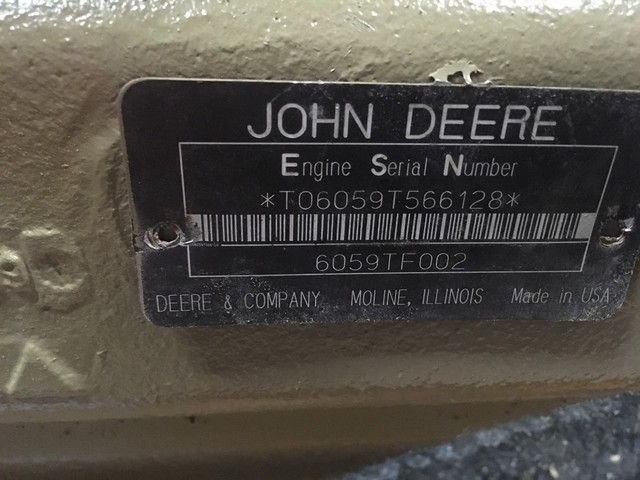 JOHN DEERE
Engine Serial Number
*T06059T566128*
6059TF002
DEERE & COMPANY MOLINE, ILLINOIS Made in USA